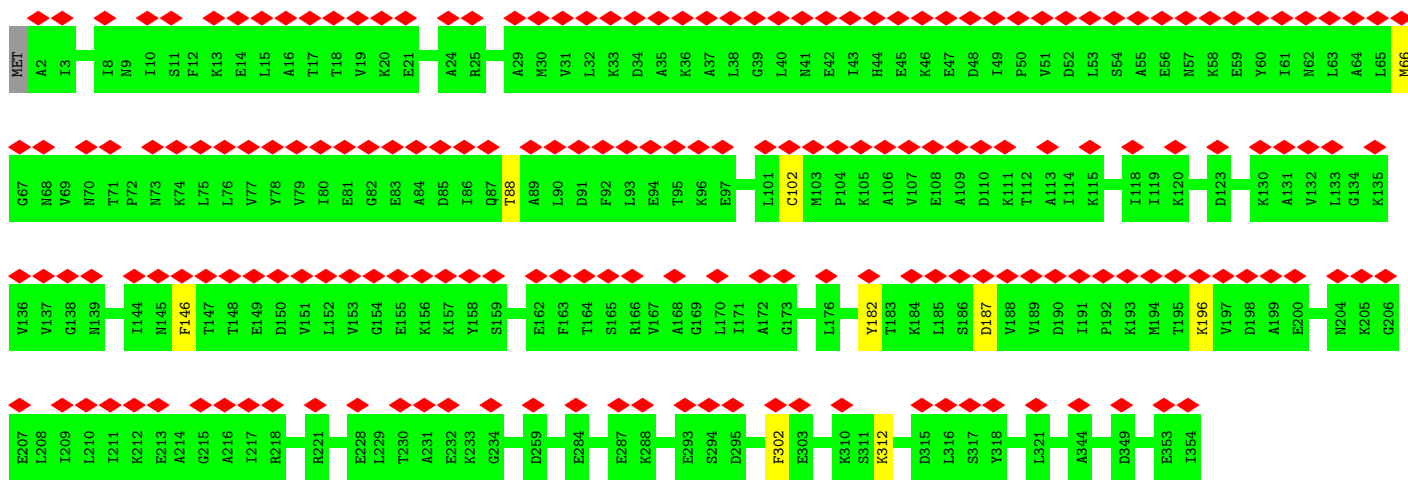 MET A2 I3 I8 N9 I10 S11 F12 K13 E14 L15 A16 T17 T18 V19 K20 E21 A24 R25 A29 M30 V31 L32 K33 D34 A35 K36 A37 L38 G39 L40 N41 E42 I43 H44 E45 K46 E47 D48 I49 P50 V51 D52 L53 S54 A55 E56 N57 K58 E59 Y60 I61 N62 L63 A64 L65 M66
G67 N68 V69 N70 T71 P72 N73 K74 L75 L76 V77 Y78 V79 I80 E81 G82 E83 A84 D85 I86 Q87 T88 A89 L90 D91 F92 L93 E94 T95 K96 E97 L101 C102 M103 P104 K105 A106 V107 E108 A109 D110 K111 T112 A113 I114 K115 I118 I119 K120 D123 K130 A131 V132 L133 G134 K135
V136 V137 G138 N139 I144 N145 F146 T147 T148 E149 D150 V151 L152 V153 G154 E155 K156 K157 Y158 S159 E162 F163 T164 S165 R166 V167 A168 G169 L170 I171 A172 G173 L176 Y182 T183 K184 L185 S186 D187 V188 V189 D190 I191 P192 K193 M194 T195 K196 V197 D198 A199 E200 N204 K205 G206
E207 L208 I209 L210 I211 K212 E213 A214 G215 A216 I217 R218 R221 E228 L229 T230 A231 E232 K233 G234 D259 E284 E287 K288 E293 S294 D295 F302 E303 K310 S311 K312 D315 L316 S317 Y318 L321 A344 D349 E353 I354